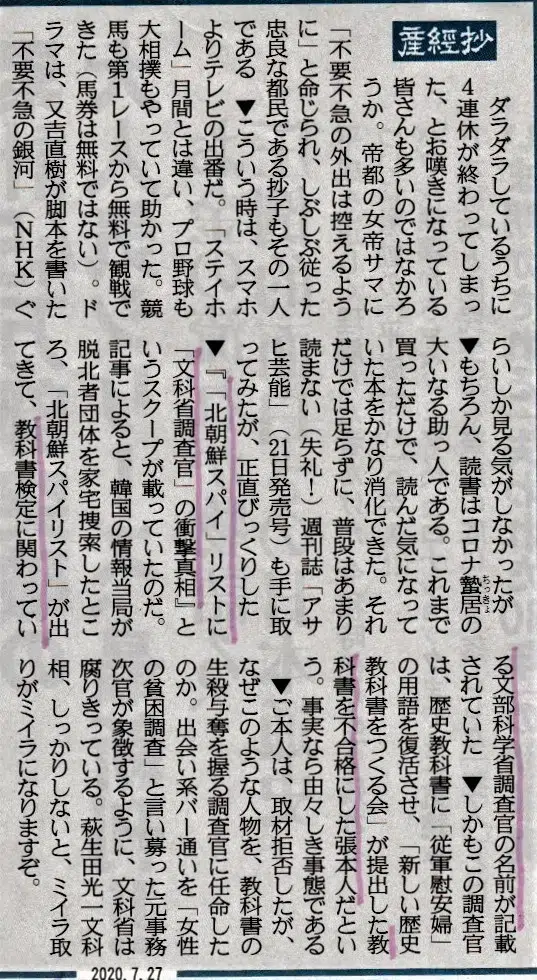 産經抄
ダラダラしているうちに
4連休が終わってしまっ
た、とお嘆きになっている
皆さんも多いのではなかろ
うか。帝都の女帝サマに
「不要不急の外出は控えるよう
に」と命じられ、しぶしぶ従った
忠良な都民である抄子もその一人
である ▼こういう時は、スマホ
よりテレビの出番だ。「ステイホ
ーム」月間とは違い、プロ野球も
大相撲もやっていて助かった。競
馬も第1レースから無料で観戦で
きた（馬券は無料ではない）。ド
ラマは、又吉直樹が脚本を書いた
「不要不急の銀河」（NHK）ぐ
らいしか見る気がしなかったが
▼もちろん、読書はコロナ蟄居の
ちっきょ
大いなる助っ人である。これまで
買っただけで、読んだ気になって
いた本をかなり消化できた。それ
だけでは足らずに、普段はあまり
読まない（失礼！）週刊誌「アサ
ヒ芸能」（21日発売号）も手に取
ってみたが、正直びっくりした
▼『「北朝鮮スパイ」リストに
「文科省調査官」の衝撃真相』と
いうスクープが載っていたのだ。
記事によると、韓国の情報当局が
脱北者団体を家宅捜索したとこ
ろ、「北朝鮮スパイリスト」が出
てきて、教科書検定に関わってい
る文部科学省調査官の名前が記載
されていた ▼しかもこの調査官
は、歴史教科書に「従軍慰安婦」
の用語を復活させ、「新しい歴史
教科書をつくる会」が提出した教
科書を不合格にした張本人だとい
う。事実なら由々しき事態である
▼ご本人は、取材拒否したが、
なぜこのような人物を、教科書の
生殺与奪を握る調査官に任命した
のか。出会い系バー通いを「女性
の貧困調査」と言い募った元事務
次官が象徴するように、文科省は
腐りきっている。萩生田光一文科
相、しっかりしないと、ミイラ取
りがミイラになりますぞ。
2020.7.27